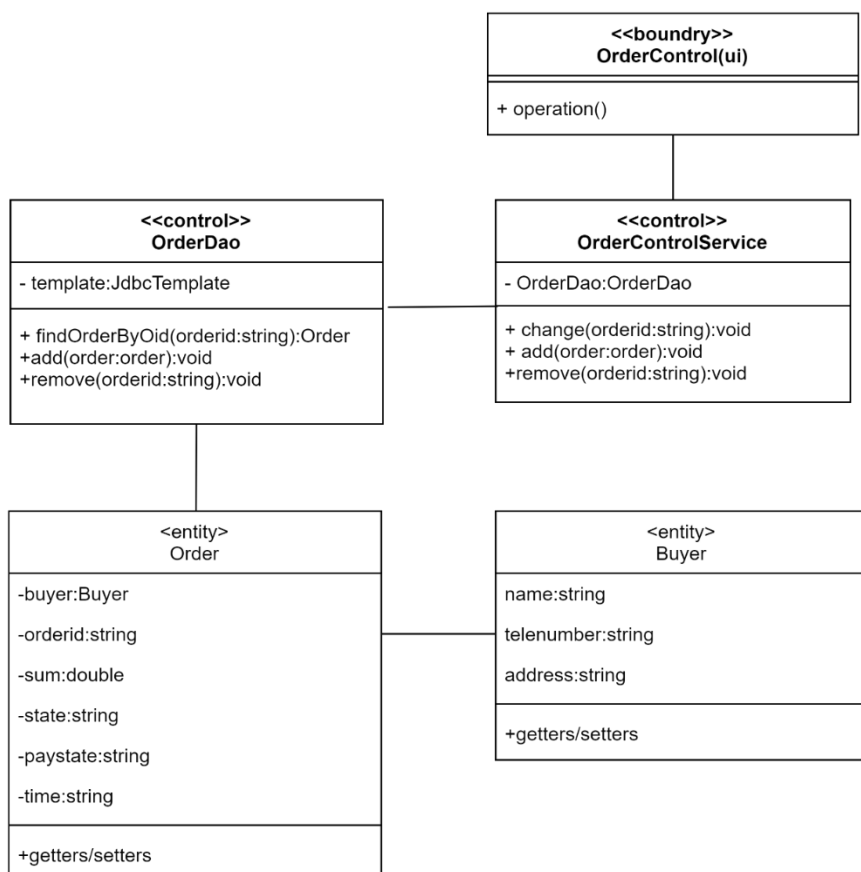 <<boundry>>
OrderControl(ui)
+ operation()
<<control>>
OrderDao
- template:JdbcTemplate
+ findOrderByOid(orderid:string):Order
+add(order:order):void
+remove(orderid:string):void
<<control>>
OrderControlService
- OrderDao:OrderDao
+ change(orderid:string):void
+ add(order:order):void
+remove(orderid:string):void
<entity>
Order
-buyer:Buyer
-orderid:string
-sum:double
-state:string
-paystate:string
-time:string
+getters/setters
<entity>
Buyer
name:string
telenumber:string
address:string
+getters/setters